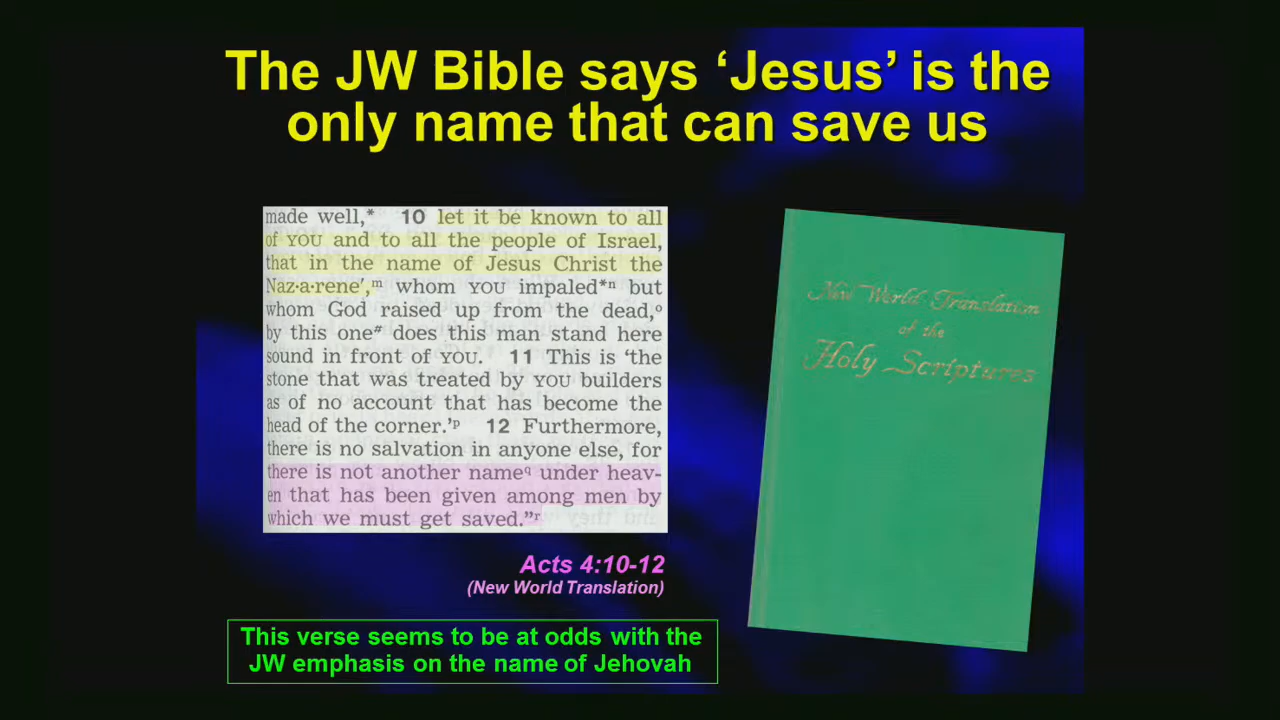 The JW Bible says ‘Jesus’ is the
only name that can save us
made well,* 10 let it be known to all
of YOU and to all the people of Israel,
that in the name of Jesus Christ the
Naz·a·rene′,m whom YOU impaled*n but
whom God raised up from the dead,o
by this one# does this man stand here
sound in front of YOU. 11 This is ‘the
stone that was treated by YOU builders
as of no account that has become the
head of the corner.’p 12 Furthermore,
there is no salvation in anyone else, for
there is not another nameq under heav-
en that has been given among men by
which we must get saved.”r
Acts 4:10-12
(New World Translation)
This verse seems to be at odds with the
JW emphasis on the name of Jehovah
New World Translation
of the
Holy Scriptures